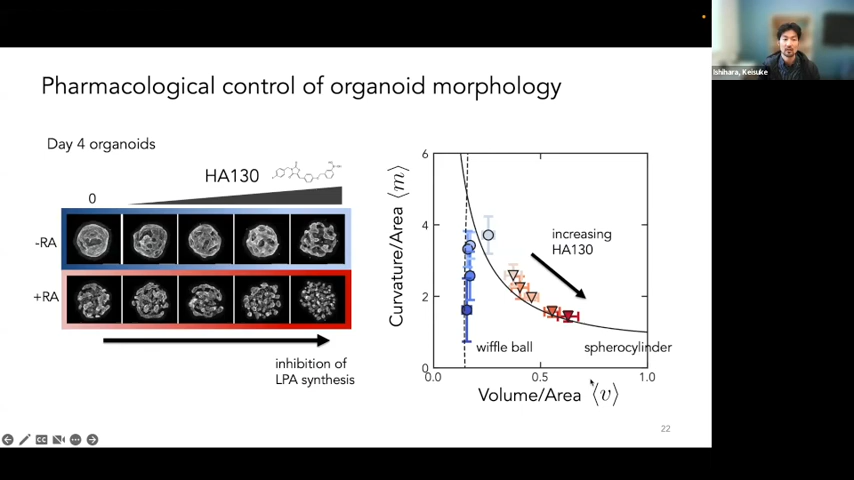 Ishihara, Keisuke
Pharmacological control of organoid morphology
Day 4 organoids
HA130
0
-RA
+RA
inhibition of
LPA synthesis
6
4
2
0
Curvature/Area ⟨m⟩
increasing
HA130
wiffle ball
spherocylinder
0.0
0.5
1.0
Volume/Area ⟨v⟩
22